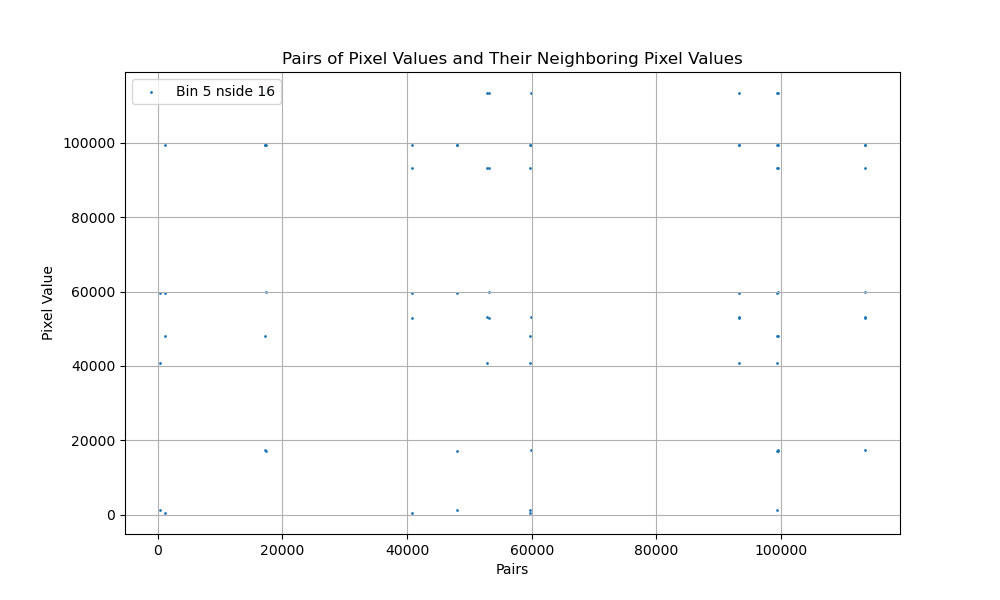 Pairs of Pixel Values and Their Neighboring Pixel Values
Bin 5 nside 16
Pixel Value
100000
80000
60000
40000
20000
0
0 20000 40000 60000 80000 100000
Pairs